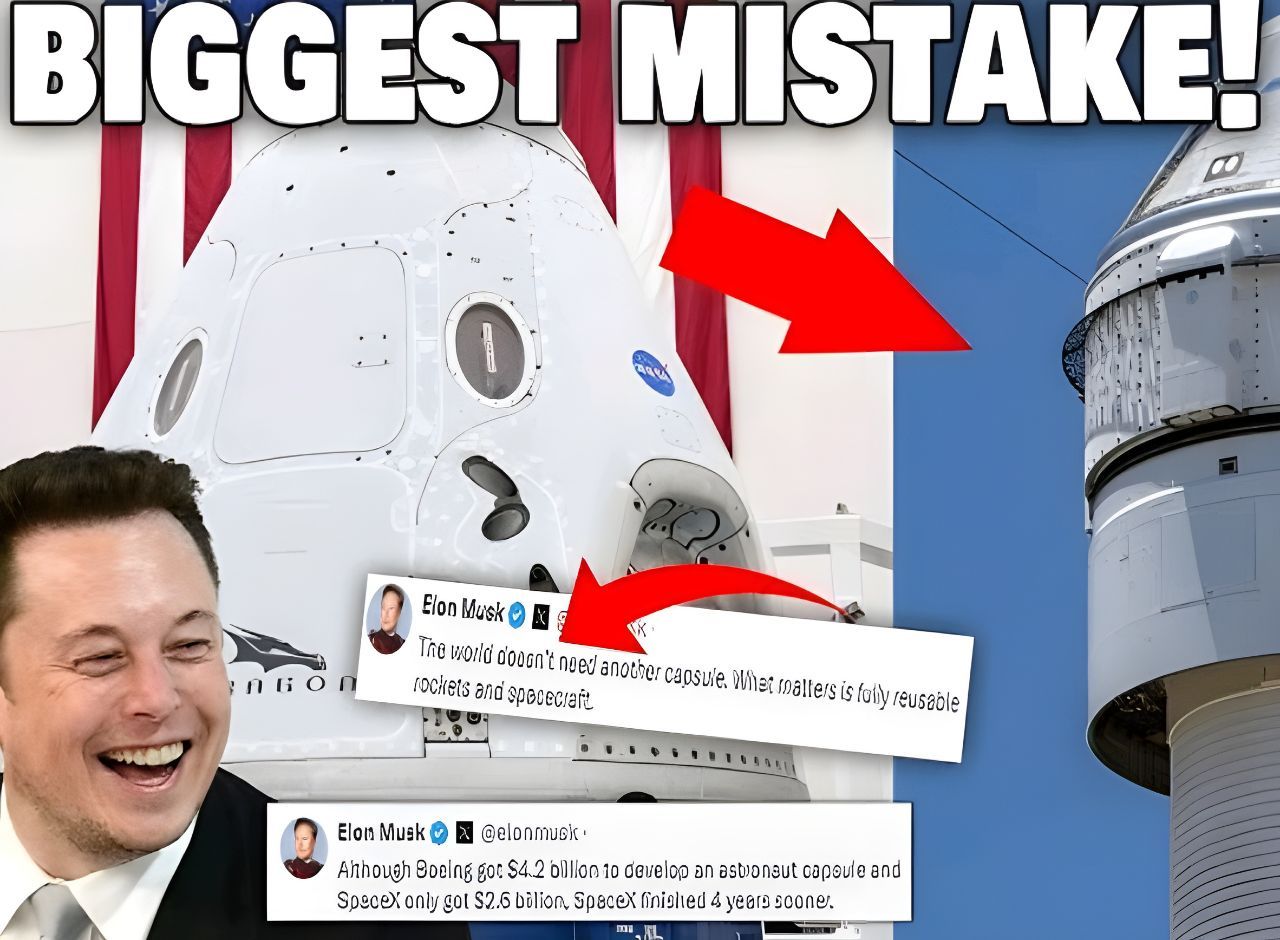 BIGGEST MISTAKE!
NASA
Elon Musk X
The world doesn't need another capsule. What matters is fully reusable
rockets and spacecraft.
AGON
Elon Musk X @elonmusk ·
Although Boeing got $4.2 billion to develop an astronaut capsule and
SpaceX only got $2.6 billion, SpaceX finished 4 years sooner.